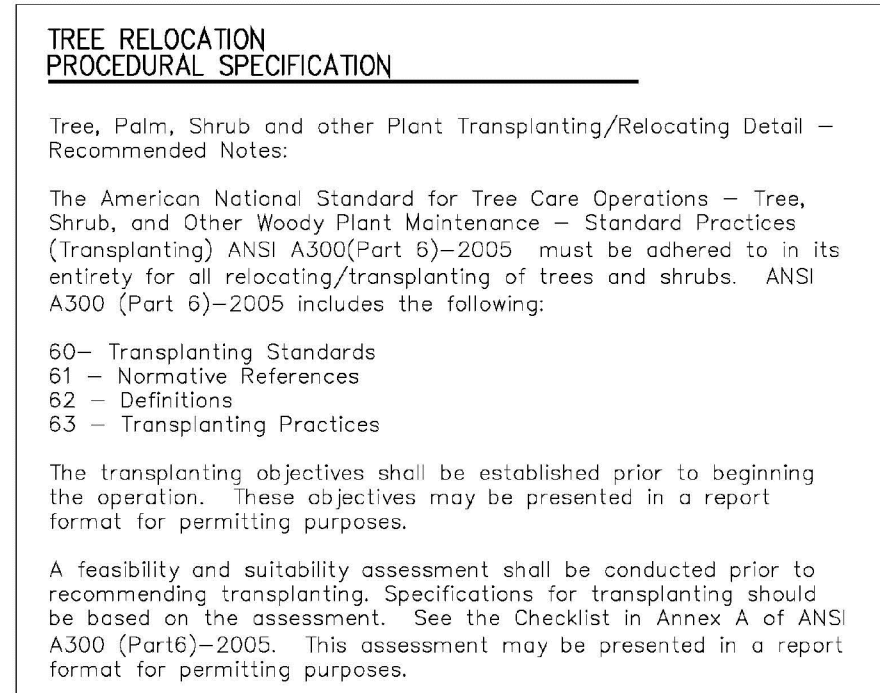 TREE RELOCATION
PROCEDURAL SPECIFICATION
Tree, Palm, Shrub and other Plant Transplanting/Relocating Detail –
Recommended Notes:
The American National Standard for Tree Care Operations – Tree,
Shrub, and Other Woody Plant Maintenance – Standard Practices
(Transplanting) ANSI A300(Part 6)–2005  must be adhered to in its
entirety for all relocating/transplanting of trees and shrubs.  ANSI
A300 (Part 6)–2005 includes the following:
60– Transplanting Standards
61 – Normative References
62 – Definitions
63 – Transplanting Practices
The transplanting objectives shall be established prior to beginning
the operation.  These objectives may be presented in a report
format for permitting purposes.
A feasibility and suitability assessment shall be conducted prior to
recommending transplanting. Specifications for transplanting should
be based on the assessment.  See the Checklist in Annex A of ANSI
A300 (Part6)–2005.  This assessment may be presented in a report
format for permitting purposes.